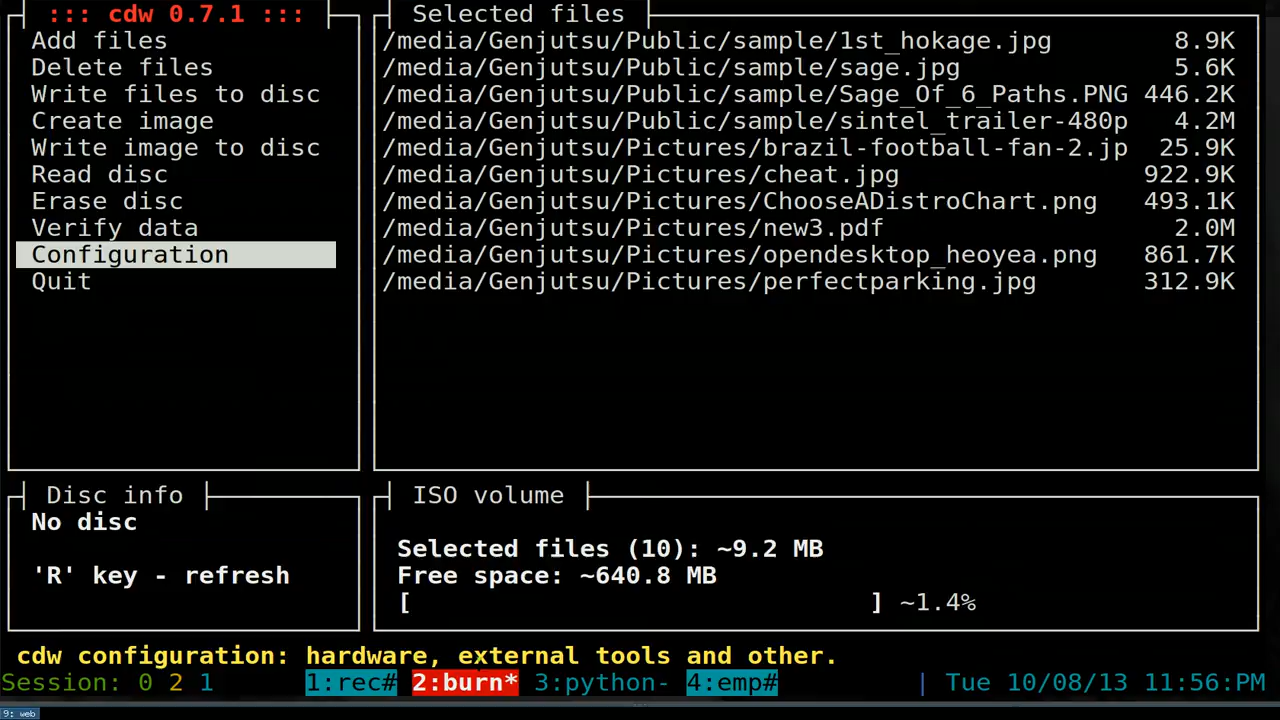 ::: cdw 0.7.1 :::
Add files
Delete files
Write files to disc
Create image
Write image to disc
Read disc
Erase disc
Verify data
Configuration
Quit
Selected files
/media/Genjutsu/Public/sample/1st_hokage.jpg 8.9K
/media/Genjutsu/Public/sample/sage.jpg 5.6K
/media/Genjutsu/Public/sample/Sage_Of_6_Paths.PNG 446.2K
/media/Genjutsu/Public/sample/sintel_trailer-480p 4.2M
/media/Genjutsu/Pictures/brazil-football-fan-2.jp 25.9K
/media/Genjutsu/Pictures/cheat.jpg 922.9K
/media/Genjutsu/Pictures/ChooseADistroChart.png 493.1K
/media/Genjutsu/Pictures/new3.pdf 2.0M
/media/Genjutsu/Pictures/opendesktop_heoyea.png 861.7K
/media/Genjutsu/Pictures/perfectparking.jpg 312.9K
Disc info
No disc
'R' key - refresh
ISO volume
Selected files (10): ~9.2 MB
Free space: ~640.8 MB
[ ] ~1.4%
cdw configuration: hardware, external tools and other.
Session: 0 2 1 1:rec# 2:burn* 3:python- 4:emp# | Tue 10/08/13 11:56:PM
9: web